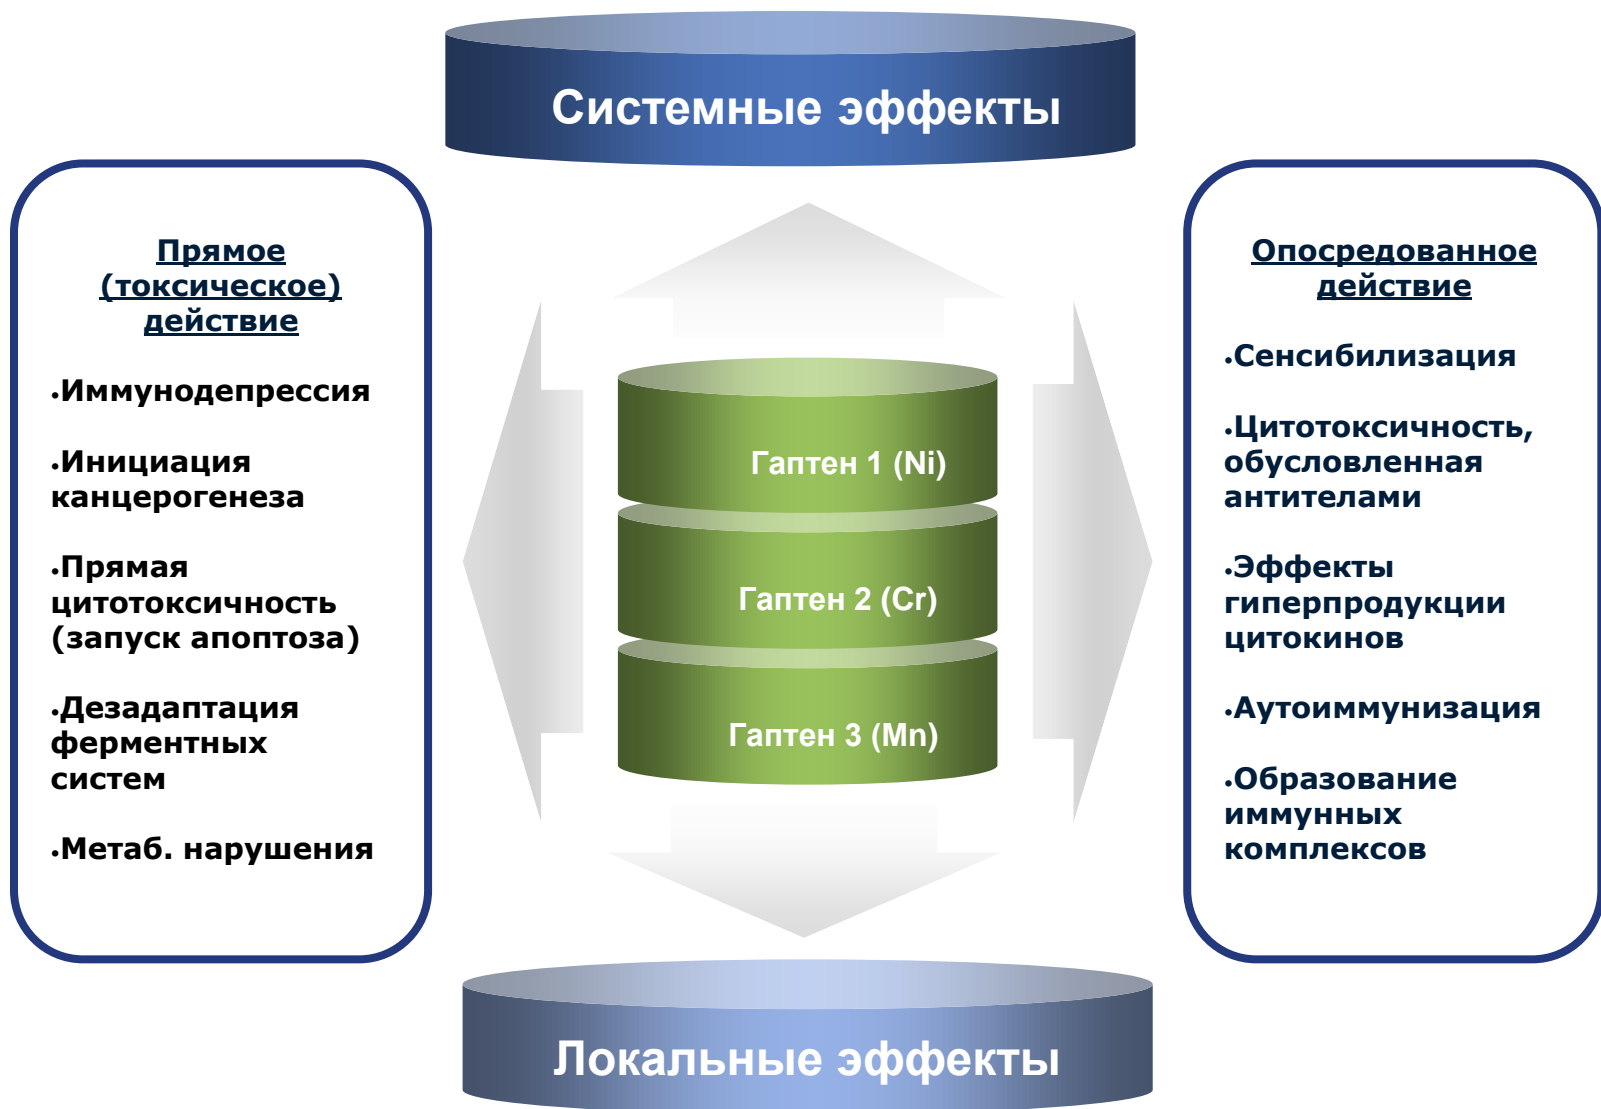 Системные эффекты
Прямое
(токсическое)
действие
•Иммунодепрессия
•Инициация
канцерогенеза
•Прямая
цитотоксичность
(запуск апоптоза)
•Дезадаптация
ферментных
систем
•Метаб. нарушения
Гаптен 1 (Ni)
Гаптен 2 (Cr)
Гаптен 3 (Mn)
Опосредованное
действие
•Сенсибилизация
•Цитотоксичность,
обусловленная
антителами
•Эффекты
гиперпродукции
цитокинов
•Аутоиммунизация
•Образование
иммунных
комплексов
Локальные эффекты